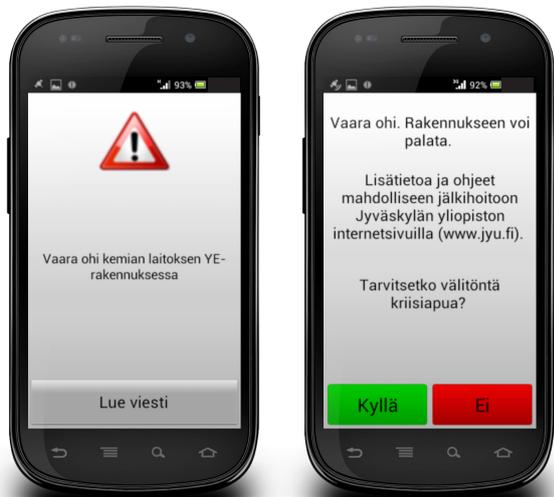 93%
Vaara ohi kemian laitoksen YE-
rakennuksessa
Lue viesti
3G 92%
Vaara ohi. Rakennukseen voi
palata.
Lisätietoa ja ohjeet
mahdolliseen jälkihoitoon
Jyväskylän yliopiston
internetsivuilla (www.jyu.fi).
Tarvitsetko välitöntä
kriisiapua?
Kyllä
Ei